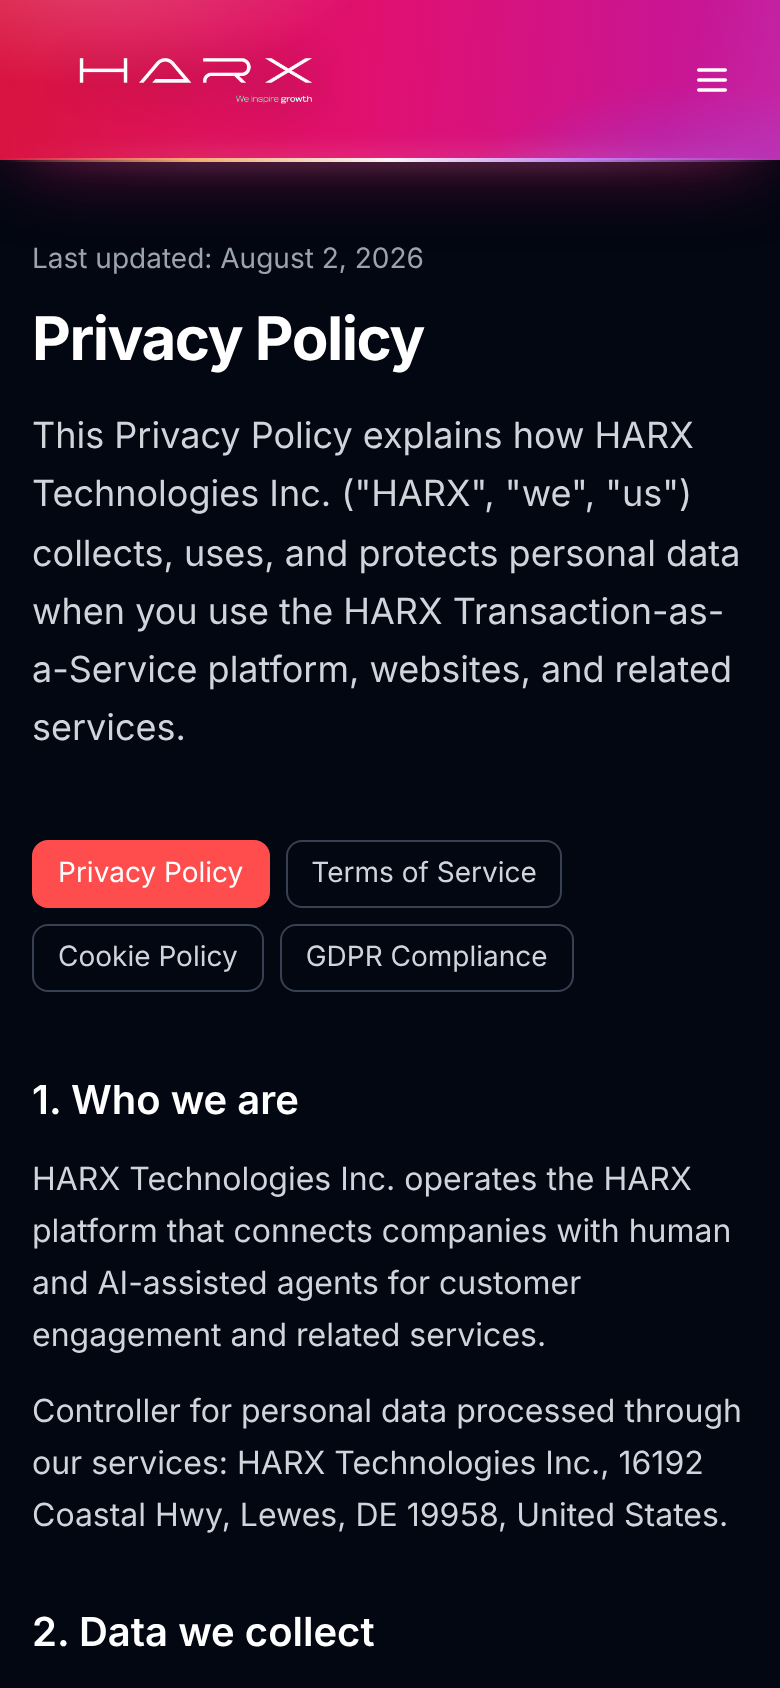 HARX
We inspire growth
Last updated: August 2, 2026
Privacy Policy
This Privacy Policy explains how HARX
Technologies Inc. ("HARX", "we", "us")
collects, uses, and protects personal data
when you use the HARX Transaction-as-
a-Service platform, websites, and related
services.
Privacy Policy
Terms of Service
Cookie Policy
GDPR Compliance
1. Who we are
HARX Technologies Inc. operates the HARX
platform that connects companies with human
and AI-assisted agents for customer
engagement and related services.
Controller for personal data processed through
our services: HARX Technologies Inc., 16192
Coastal Hwy, Lewes, DE 19958, United States.
2. Data we collect